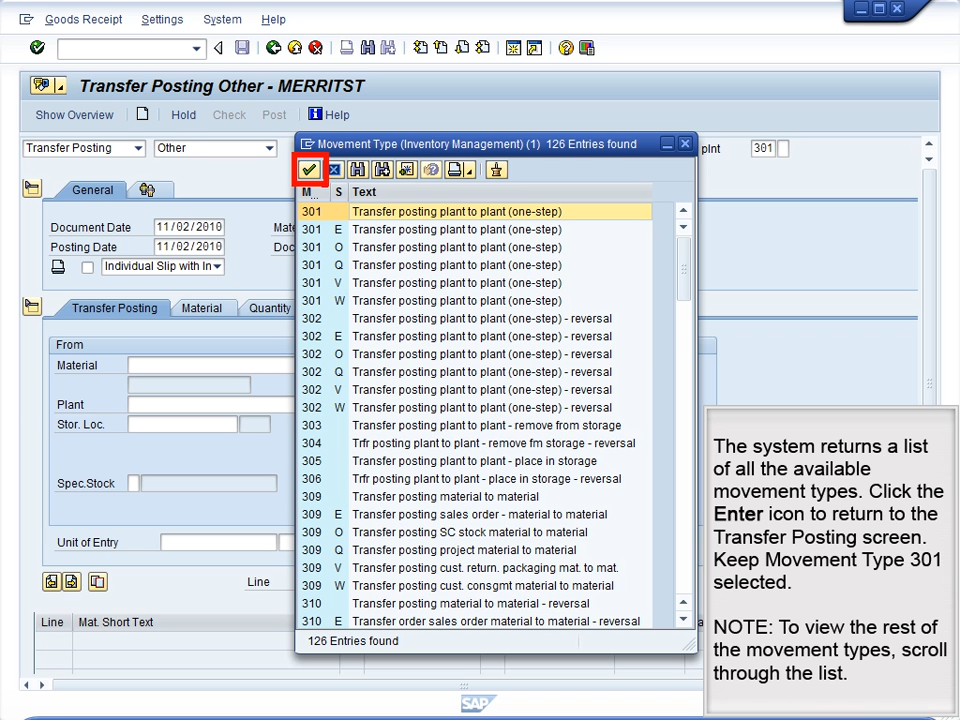 Goods Receipt Settings System Help
Transfer Posting Other - MERRITST
Show Overview Hold Check Post Help
Transfer Posting Other plnt 301
General
Document Date 11/02/2010 Mate
Posting Date 11/02/2010 Doc
Individual Slip with In
Transfer Posting Material Quantity
From
Material
Plant
Stor. Loc.
Spec.Stock
Unit of Entry
Line
Line Mat. Short Text
SAP
Movement Type (Inventory Management) (1) 126 Entries found
M... S Text
301 Transfer posting plant to plant (one-step)
301 E Transfer posting plant to plant (one-step)
301 O Transfer posting plant to plant (one-step)
301 Q Transfer posting plant to plant (one-step)
301 V Transfer posting plant to plant (one-step)
301 W Transfer posting plant to plant (one-step)
302 Transfer posting plant to plant (one-step) - reversal
302 E Transfer posting plant to plant (one-step) - reversal
302 O Transfer posting plant to plant (one-step) - reversal
302 Q Transfer posting plant to plant (one-step) - reversal
302 V Transfer posting plant to plant (one-step) - reversal
302 W Transfer posting plant to plant (one-step) - reversal
303 Transfer posting plant to plant - remove from storage
304 Trfr posting plant to plant - remove fm storage - reversal
305 Transfer posting plant to plant - place in storage
306 Trfr posting plant to plant - place in storage - reversal
309 Transfer posting material to material
309 E Transfer posting sales order - material to material
309 O Transfer posting SC stock material to material
309 Q Transfer posting project material to material
309 V Transfer posting cust. return. packaging mat. to mat.
309 W Transfer posting cust. consgmt material to material
310 Transfer posting material to material - reversal
310 E Transfer order sales order material to material - reversal
126 Entries found
The system returns a list
of all the available
movement types. Click the
Enter icon to return to the
Transfer Posting screen.
Keep Movement Type 301
selected.
NOTE: To view the rest of
the movement types, scroll
through the list.